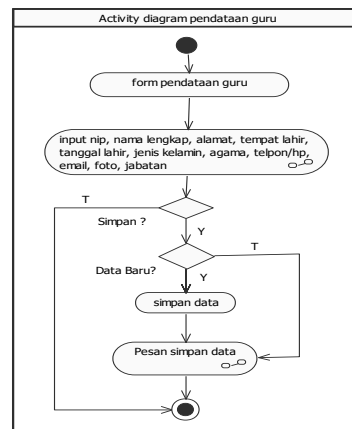 Activity diagram pendataan guru
form pendataan guru
input nip, nama lengkap, alamat, tempat lahir,
tanggal lahir, jenis kelamin, agama, telpon/hp,
email, foto, jabatan
T
Simpan ?
Y
T
Data Baru?
Y
simpan data
Pesan simpan data